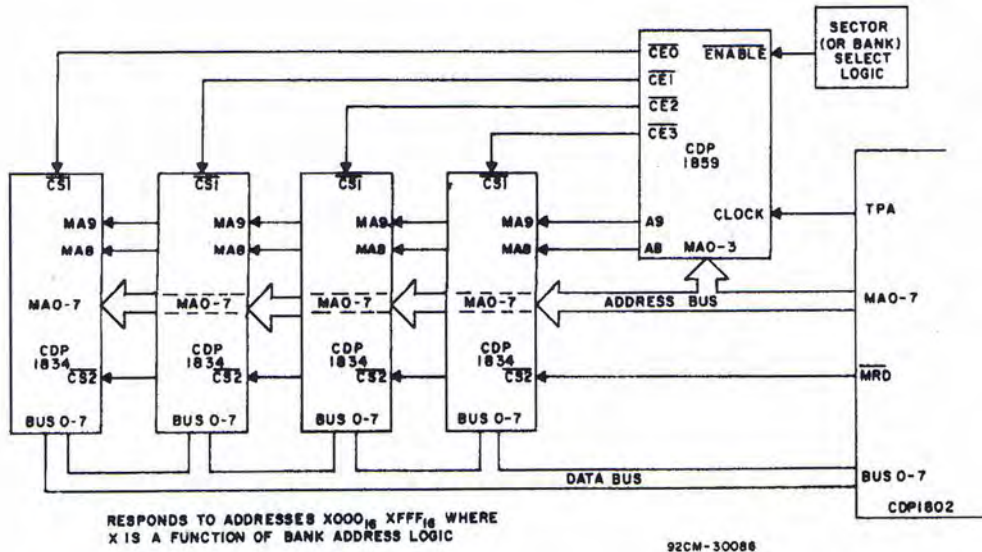 SECTOR
(OR BANK)
SELECT
LOGIC
CE0
ENABLE
CE1
CE2
CE3
CDP
1859
CLOCK
A9
A8
MA0-3
TPA
CS1
CS1
CS1
CS1
MA9
MA9
MA9
MA9
MA8
MA8
MA8
MA8
MA0-7
MA0-7
MA0-7
MA0-7
ADDRESS BUS
MA0-7
CDP
1834
CDP
1834
CDP
1834
CDP
1834
CS2
CS2
CS2
CS2
MRD
BUS 0-7
BUS 0-7
BUS 0-7
BUS 0-7
DATA BUS
BUS 0-7
CDP1802
RESPONDS TO ADDRESSES X000₁₆ XFFF₁₆ WHERE
X IS A FUNCTION OF BANK ADDRESS LOGIC
92CM-30086